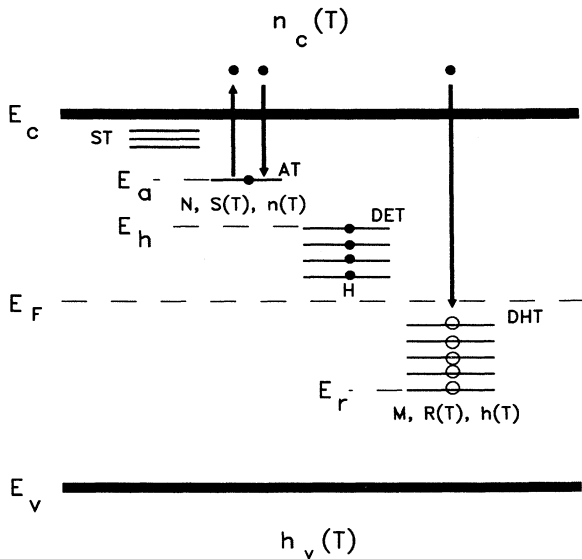 n_c(T)
E_c
ST
AT
E_a
N, S(T), n(T)
E_h
DET
H
E_F
DHT
E_r
M, R(T), h(T)
E_v
h_v(T)